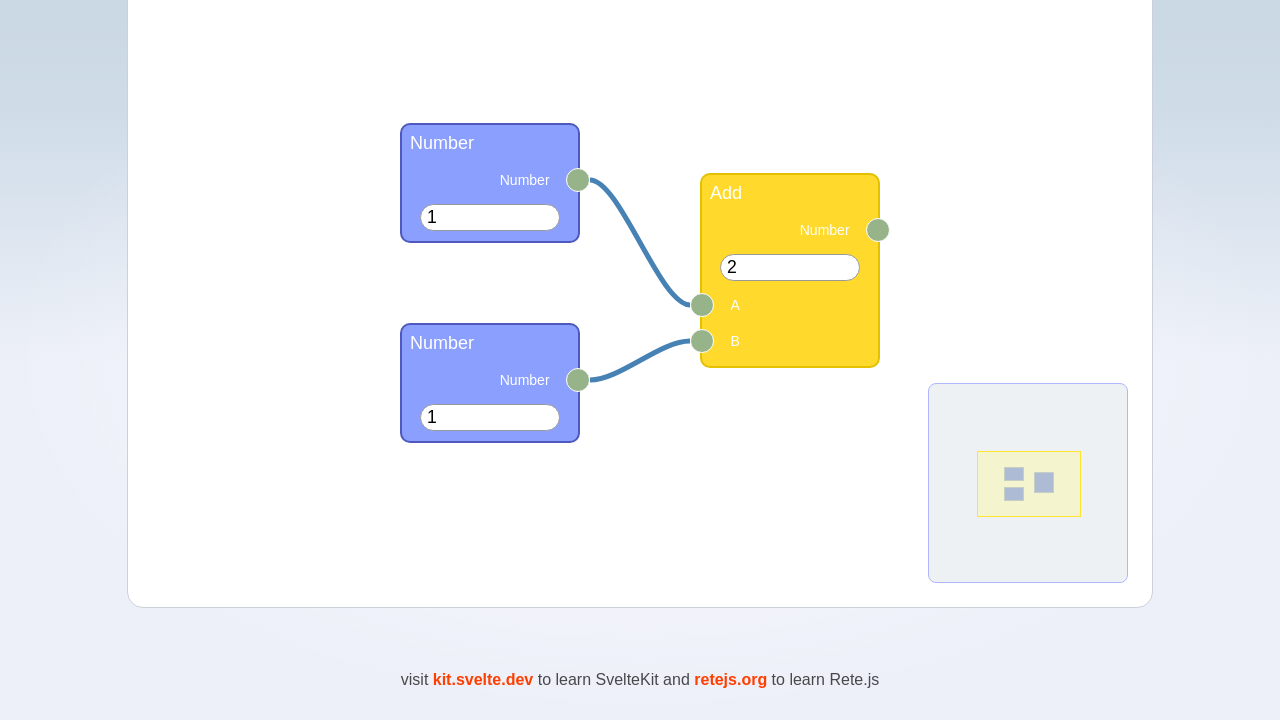 Number
Number
1
Number
Number
1
Add
Number
2
A
B
visit kit.svelte.dev to learn SvelteKit and retejs.org to learn Rete.js